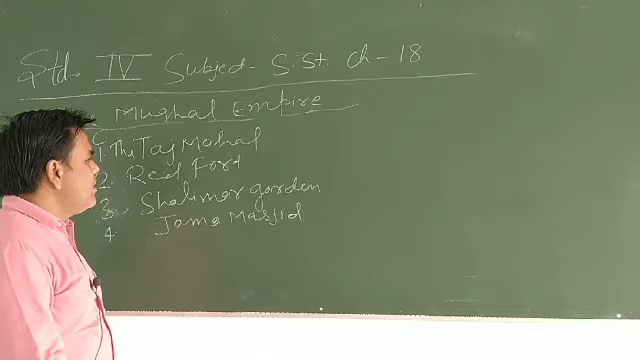 Std. IV Subject- S.St. Ch - 18
Mughal Empire
1. The Taj Mahal
2. Red Fort
3. Shalimar garden
4. Jama Masjid